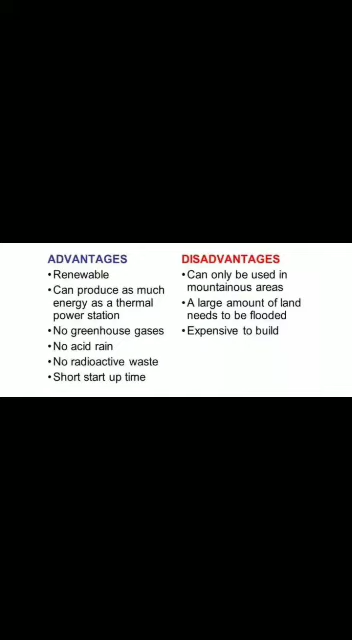 ADVANTAGES
• Renewable
• Can produce as much
energy as a thermal
power station
• No greenhouse gases
• No acid rain
• No radioactive waste
• Short start up time
DISADVANTAGES
• Can only be used in
mountainous areas
• A large amount of land
needs to be flooded
• Expensive to build